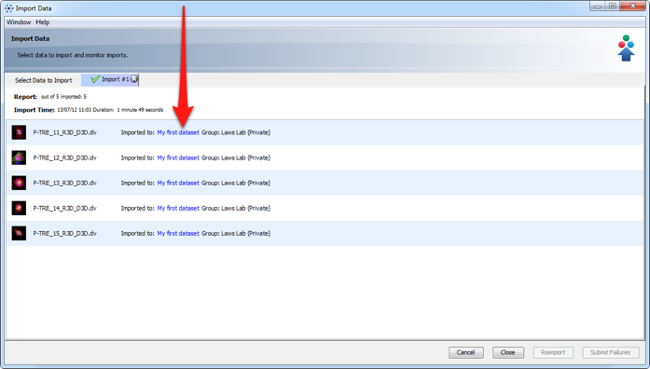 Import Data
Window Help
Import Data
Select data to import and monitor imports.
Select Data to Import Import #1
Report: out of 5 imported: 5
Import Time: 13/07/12 11:03 Duration: 1 minute 49 seconds
P-TRE_11_R3D_D3D.dv Imported to: My first dataset Group: Laws Lab (Private)
P-TRE_12_R3D_D3D.dv Imported to: My first dataset Group: Laws Lab (Private)
P-TRE_13_R3D_D3D.dv Imported to: My first dataset Group: Laws Lab (Private)
P-TRE_14_R3D_D3D.dv Imported to: My first dataset Group: Laws Lab (Private)
P-TRE_15_R3D_D3D.dv Imported to: My first dataset Group: Laws Lab (Private)
Cancel Close Reimport Submit Failures